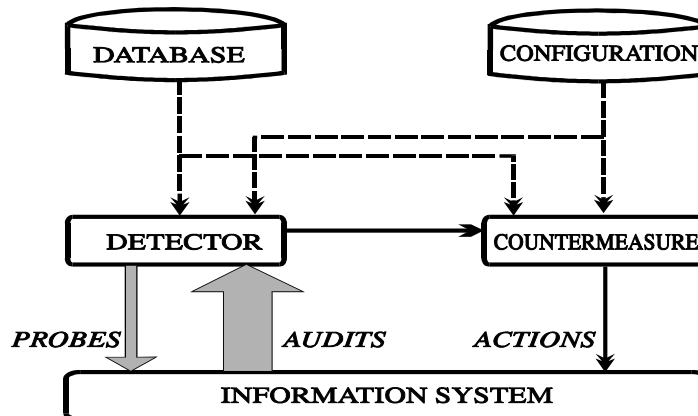 DATABASE
CONFIGURATION
DETECTOR
COUNTERMEASURE
PROBES
AUDITS
ACTIONS
INFORMATION SYSTEM